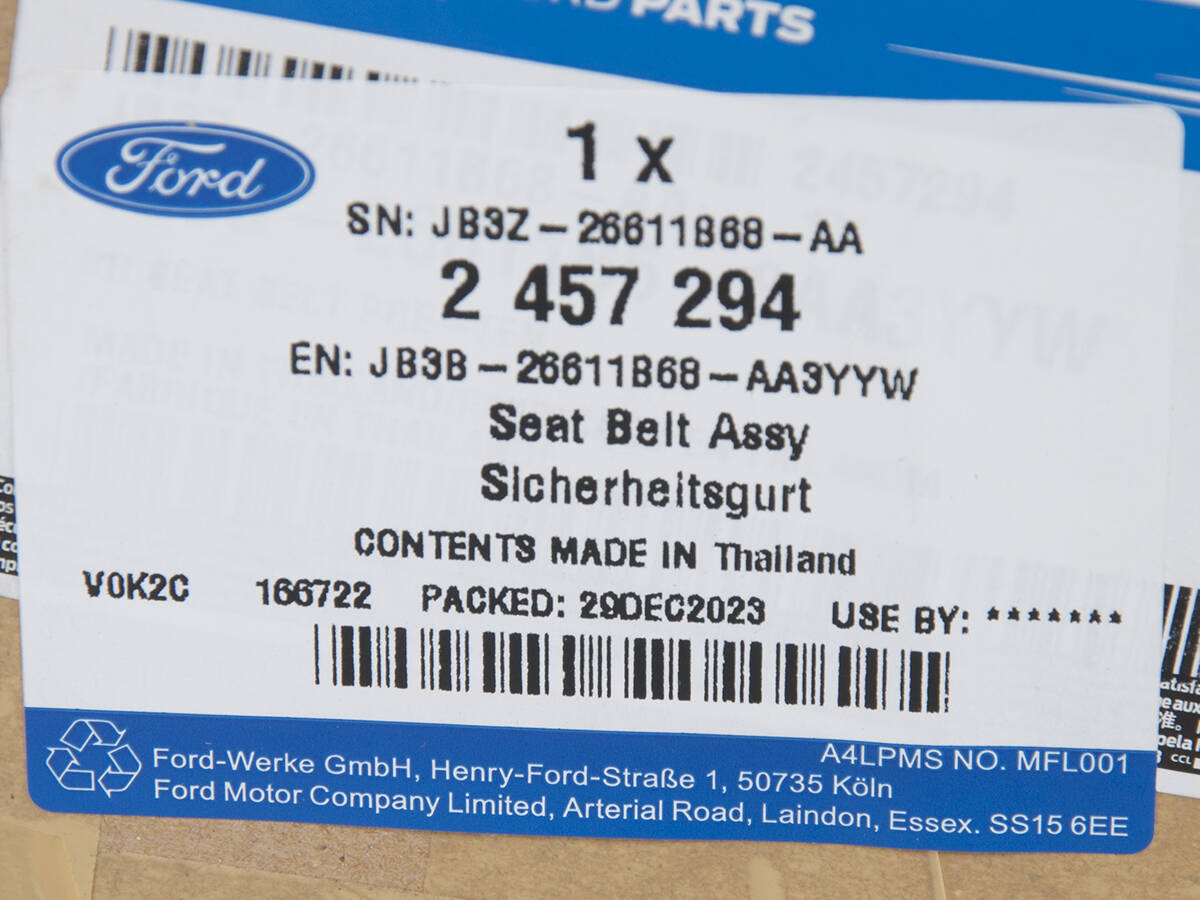 PARTS
Ford
1 x
SN: JB3Z-26611B68-AA
2 457 294
EN: JB3B-26611B68-AA3YYW
Seat Belt Assy
Sicherheitsgurt
CONTENTS MADE IN Thailand
V0K2C 166722 PACKED: 29DEC2023 USE BY: *******
A4LPMS NO. MFL001
Ford-Werke GmbH, Henry-Ford-Straße 1, 50735 Köln
Ford Motor Company Limited, Arterial Road, Laindon, Essex. SS15 6EE